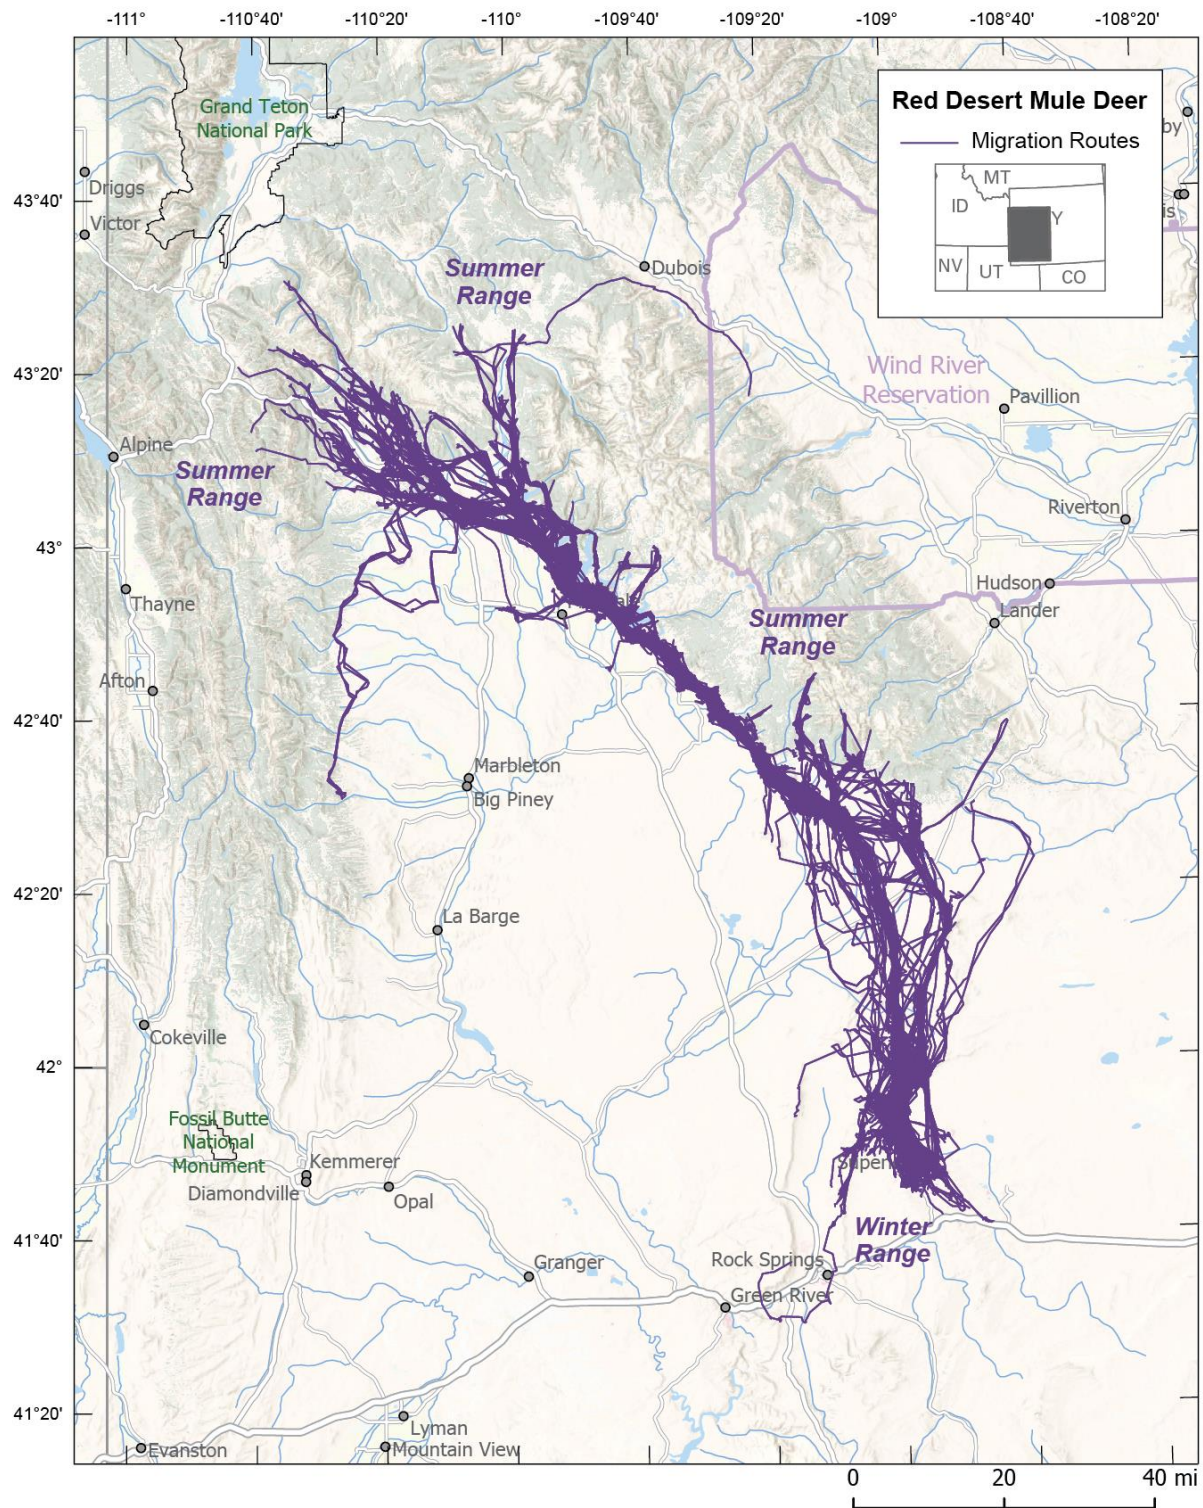 -111°
-110°40'
-110°20'
-110°
-109°40'
-109°20'
-109°
-108°40'
-108°20'
Red Desert Mule Deer
Migration Routes
MT
ID
Y
NV
UT
CO
by
is
Grand Teton
National Park
Driggs
43°40'
Victor
Summer
Range
Dubois
43°20'
Wind River
Reservation
Pavillion
Alpine
Summer
Range
Riverton
43°
Thayne
Hudson
Lander
Summer
Range
Afton
42°40'
Marbleton
Big Piney
42°20'
La Barge
Cokeville
42°
Fossil Butte
National
Monument
Kemmerer
Diamondville
Opal
Super
Winter
Range
41°40'
Rock Springs
Granger
Green River
41°20'
Lyman
Evanston
Mountain View
0
20
40 mi